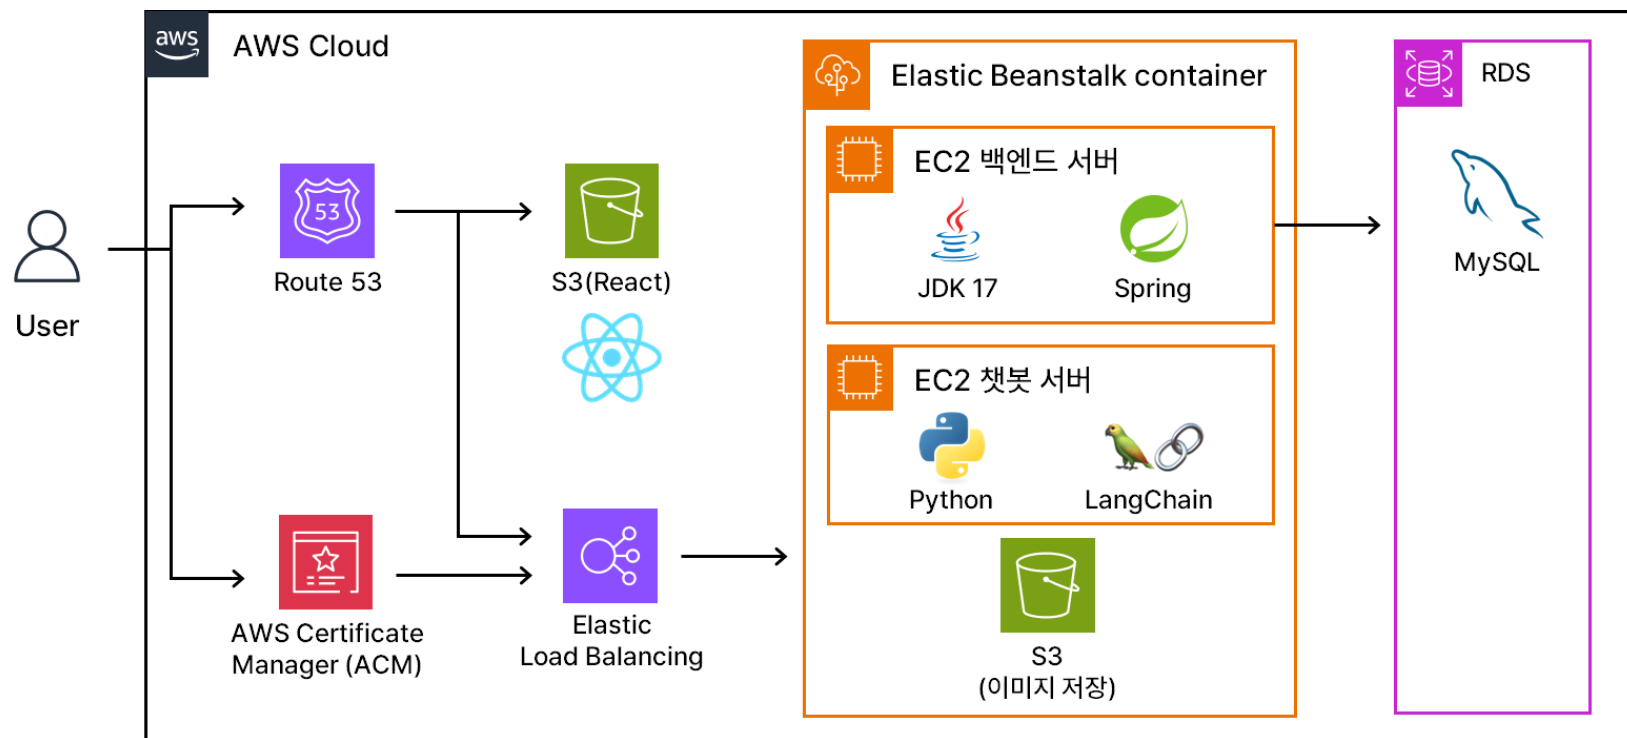 aws
AWS Cloud
User
53
Route 53
S3(React)
AWS Certificate
Manager (ACM)
Elastic
Load Balancing
Elastic Beanstalk container
EC2 백엔드 서버
JDK 17
Spring
EC2 챗봇 서버
Python
LangChain
S3
(이미지 저장)
RDS
MySQL